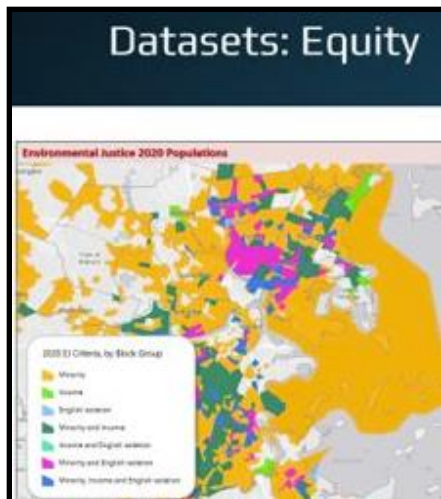 Datasets: Equity
Environmental Justice 2020 Populations
2020 EJ Criteria, by Block Group
Minority
Income
English isolation
Minority and Income
Income and English isolation
Minority and English isolation
Minority, Income and English isolation